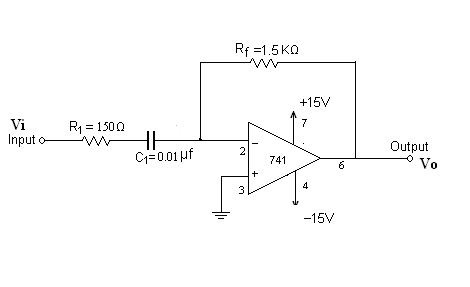 Rf = 1.5 KΩ
+15V
7
Vi
Input
R1 = 150Ω
C1= 0.01 µf
2
−
741
+
3
6
4
−15V
Output
Vo